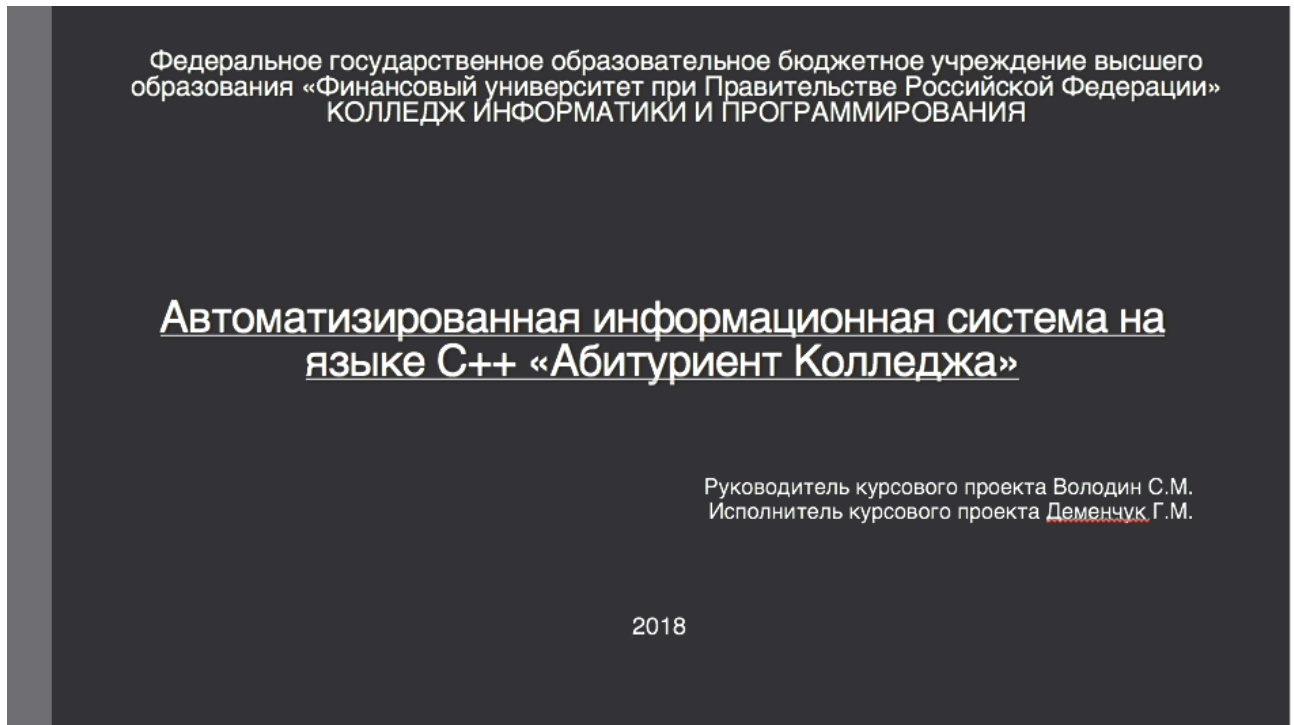 Федеральное государственное образовательное бюджетное учреждение высшего
образования «Финансовый университет при Правительстве Российской Федерации»
КОЛЛЕДЖ ИНФОРМАТИКИ И ПРОГРАММИРОВАНИЯ
Автоматизированная информационная система на
языке С++ «Абитуриент Колледжа»
Руководитель курсового проекта Володин С.М.
Исполнитель курсового проекта Деменчук Г.М.
2018